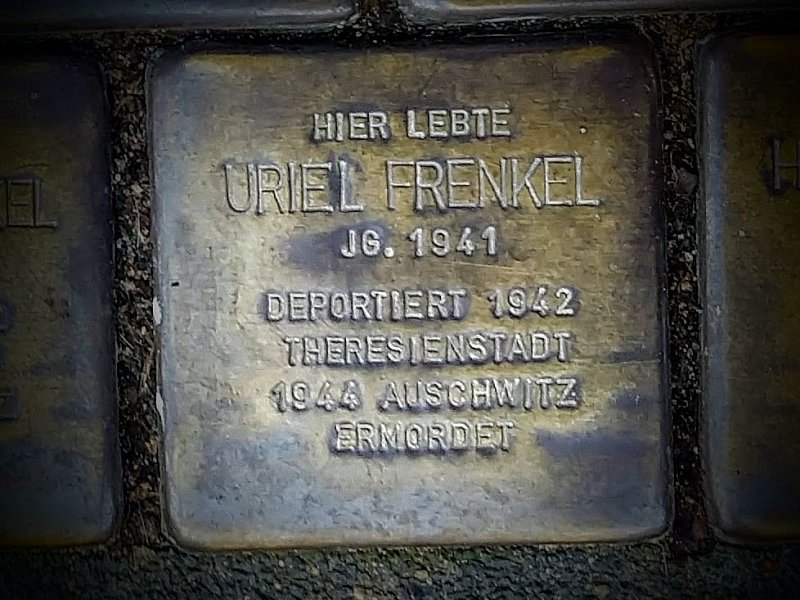 HIER LEBTE
URIEL FRENKEL
JG. 1941
DEPORTIERT 1942
THERESIENSTADT
1944 AUSCHWITZ
ERMORDET